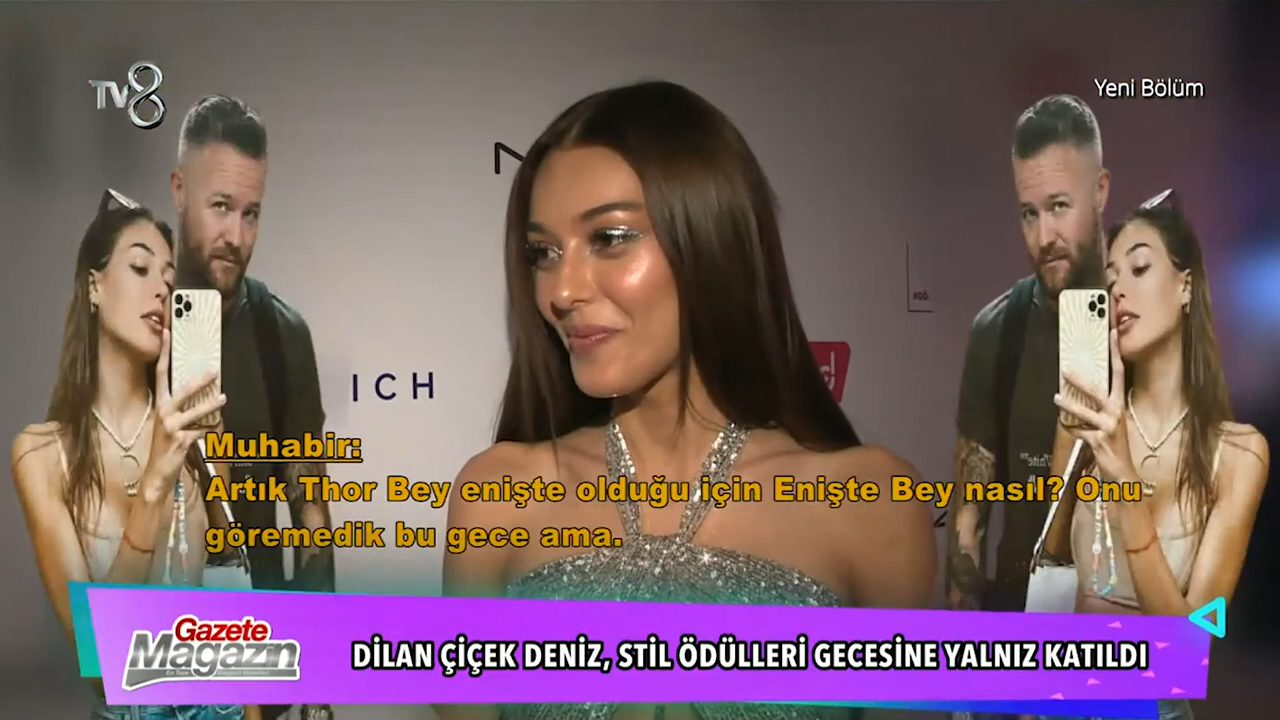 TV8
Yeni Bölüm
ICH
Muhabir:
Artık Thor Bey enişte olduğu için Enişte Bey nasıl? Onu
göremedik bu gece ama.
Gazete
Magazin
DİLAN ÇİÇEK DENİZ, STİL ÖDÜLLERİ GECESİNE YALNIZ KATILDI